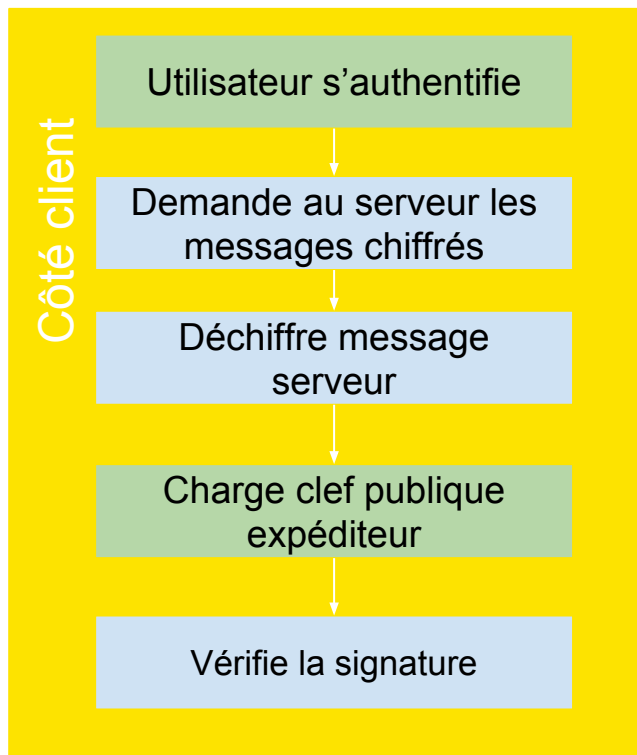 Côté client
Utilisateur s’authentifie
Demande au serveur les
messages chiffrés
Déchiffre message
serveur
Charge clef publique
expéditeur
Vérifie la signature